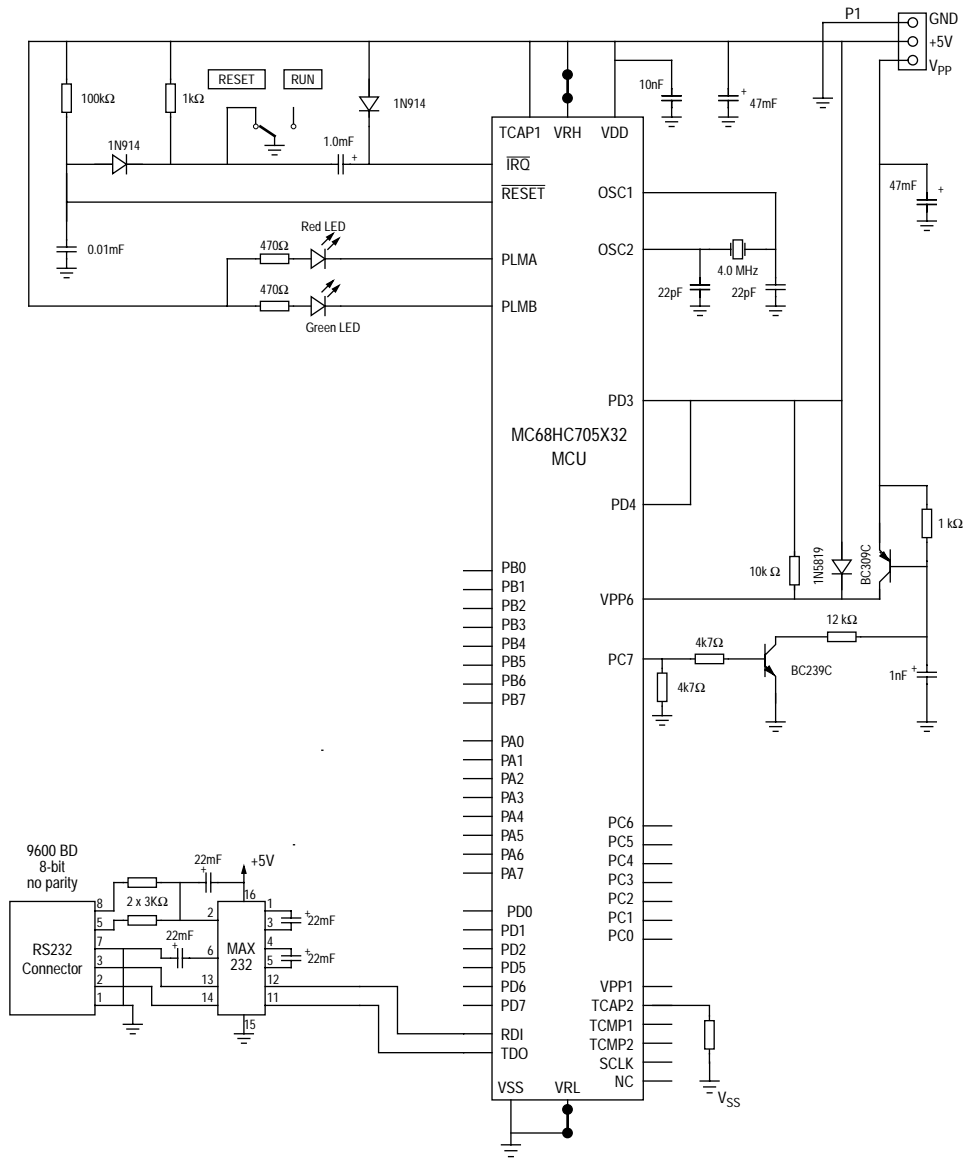 P1
GND
+5V
VPP
RESET
RUN
100kΩ
1kΩ
1N914
10nF
47mF
TCAP1
VRH
VDD
1N914
1.0mF
+
+
IRQ
RESET
OSC1
47mF
+
0.01mF
Red LED
470Ω
PLMA
OSC2
4.0 MHz
22pF
22pF
470Ω
PLMB
Green LED
PD3
MC68HC705X32
MCU
PD4
1 kΩ
10k Ω
1N5819
BC309C
PB0
PB1
PB2
PB3
PB4
PB5
PB6
PB7
VPP6
12 kΩ
PC7
4k7Ω
4k7Ω
BC239C
1nF
+
PA0
PA1
PA2
PA3
PA4
PA5
PA6
PA7
PC6
PC5
PC4
PC3
PC2
PC1
PC0
9600 BD
8-bit
no parity
22mF
+
+5V
16
8
5
7
3
2
1
2 x 3KΩ
22mF
+
RS232
Connector
2
6
13
14
MAX
232
1
3
4
5
12
11
15
+
22mF
+
22mF
PD0
PD1
PD2
PD5
PD6
PD7
RDI
TDO
VPP1
TCAP2
TCMP1
TCMP2
SCLK
NC
VSS
VRL
VSS